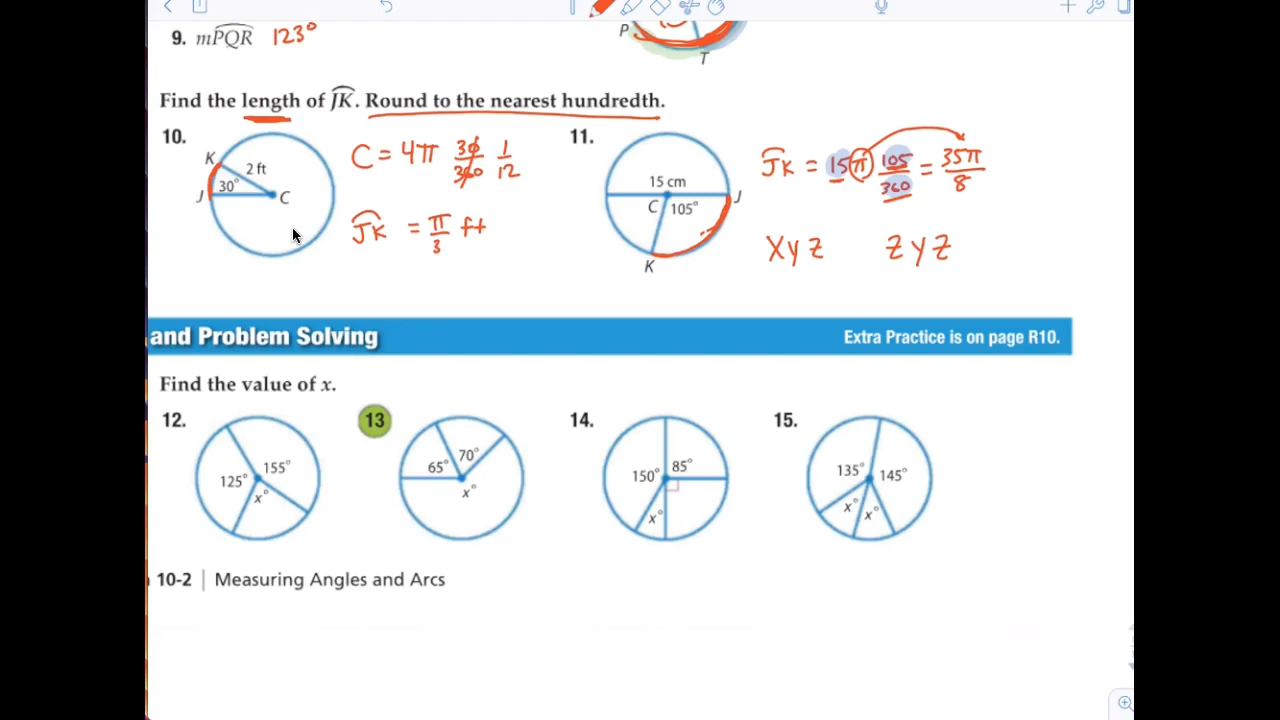 9. mPQR 123°
P
T
Find the length of JK. Round to the nearest hundredth.
10.
K
2 ft
30°
J
C
C = 4π 30/360 1/12
JK = π/3 ft
11.
15 cm
C 105°
J
K
JK = 15π 105/360 = 35π/8
XyZ ZyZ
and Problem Solving
Extra Practice is on page R10.
Find the value of x.
12.
155°
125°
x°
13
70°
65°
x°
14.
85°
150°
x°
15.
135°
145°
x°
x°
10-2 | Measuring Angles and Arcs